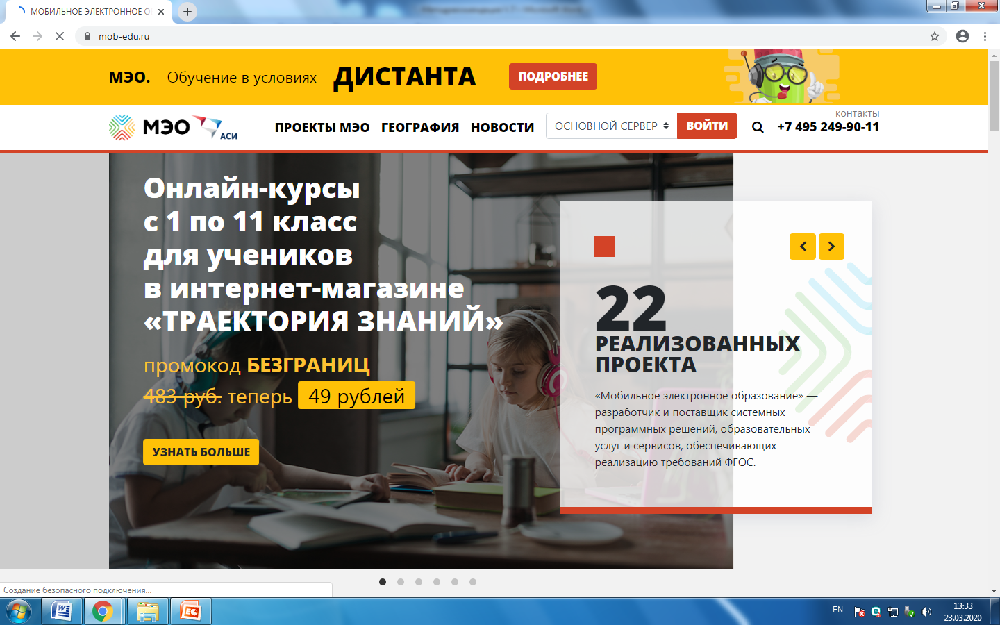 МОБИЛЬНОЕ ЭЛЕКТРОННОЕ О
mob-edu.ru
МЭО. Обучение в условиях ДИСТАНТА ПОДРОБНЕЕ
МЭО АСИ ПРОЕКТЫ МЭО ГЕОГРАФИЯ НОВОСТИ ОСНОВНОЙ СЕРВЕР ВОЙТИ
контакты
+7 495 249-90-11
Онлайн-курсы
с 1 по 11 класс
для учеников
в интернет-магазине
«ТРАЕКТОРИЯ ЗНАНИЙ»
промокод БЕЗГРАНИЦ
483 руб. теперь 49 рублей
УЗНАТЬ БОЛЬШЕ
22
РЕАЛИЗОВАННЫХ
ПРОЕКТА
«Мобильное электронное образование» —
разработчик и поставщик системных
программных решений, образовательных
услуг и сервисов, обеспечивающих
реализацию требований ФГОС.
Создание безопасного подключения...
EN
13:33
23.03.2020